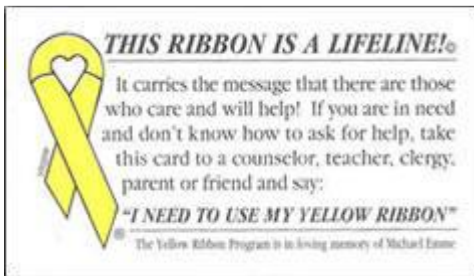 THIS RIBBON IS A LIFELINE!®
It carries the message that there are those
who care and will help! If you are in need
and don't know how to ask for help, take
this card to a counselor, teacher, clergy,
parent or friend and say:
"I NEED TO USE MY YELLOW RIBBON"
The Yellow Ribbon Program is in loving memory of Michael Emme